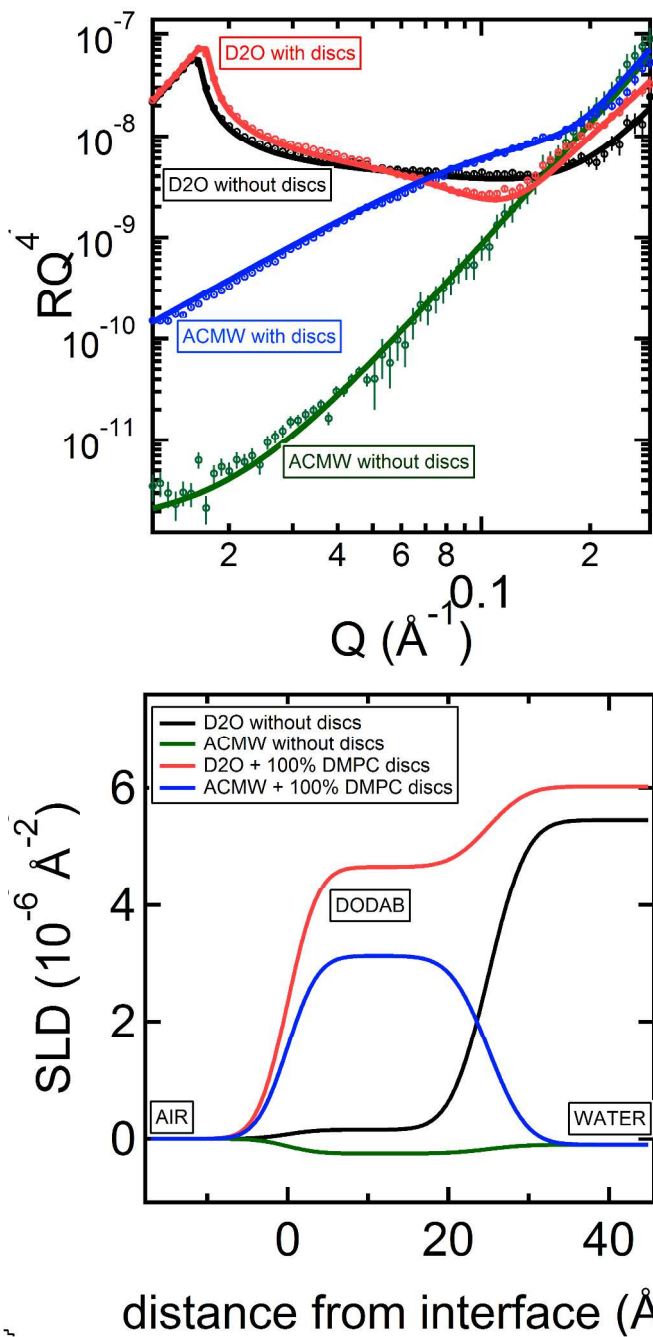 10-7
D2O with discs
10-8
D2O without discs
RQ4
10-9
10-10
ACMW with discs
10-11
ACMW without discs
2 4 6 8 0.1 2
Q (Å-1)
D2O without discs
ACMW without discs
D2O + 100% DMPC discs
ACMW + 100% DMPC discs
6
DODAB
4
SLD (10-6 Å-2)
2
AIR
WATER
0
0 20 40
distance from interface (Å